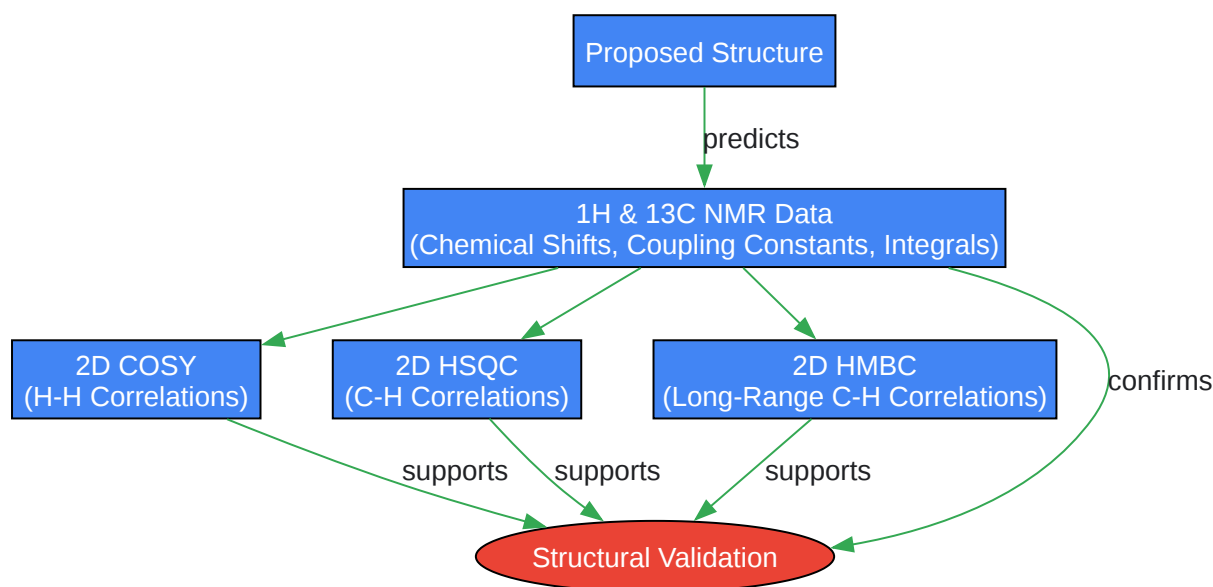 Proposed Structure
predicts
1H & 13C NMR Data
(Chemical Shifts, Coupling Constants, Integrals)
2D COSY
(H-H Correlations)
2D HSQC
(C-H Correlations)
2D HMBC
(Long-Range C-H Correlations)
confirms
supports
supports
supports
Structural Validation